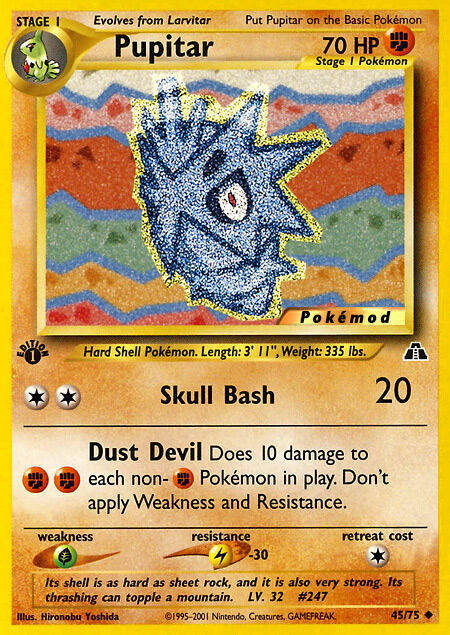 STAGE 1 Evolves from Larvitar Put Pupitar on the Basic Pokémon
Pupitar 70 HP
Stage 1 Pokémon
Pokémod
Hard Shell Pokémon. Length: 3' 11", Weight: 335 lbs.
EDITION
1
Skull Bash 20
Dust Devil Does 10 damage to
each non- Pokémon in play. Don't
apply Weakness and Resistance.
weakness resistance retreat cost
-30
Its shell is as hard as sheet rock, and it is also very strong. Its
thrashing can topple a mountain. LV. 32 #247
Illus. Hironobu Yoshida ©1995-2001 Nintendo, Creatures, GAMEFREAK. 45/75